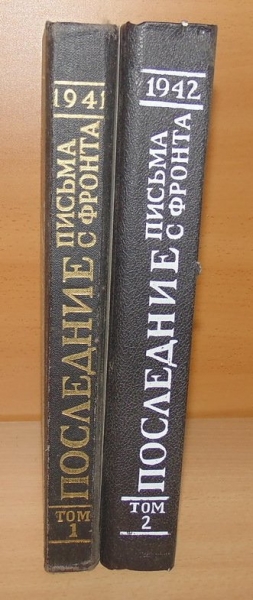 1941
ПОСЛЕДНИЕ
ПИСЬМА
С ФРОНТА
ТОМ
1
1942
ПОСЛЕДНИЕ
ПИСЬМА
С ФРОНТА
ТОМ
2